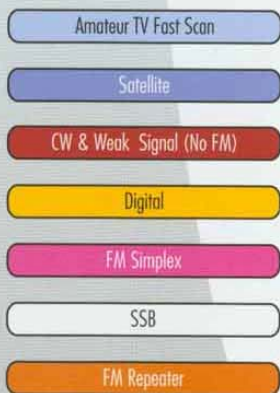 Amateur TV Fast Scan
Satellite
CW & Weak Signal (No FM)
Digital
FM Simplex
SSB
FM Repeater